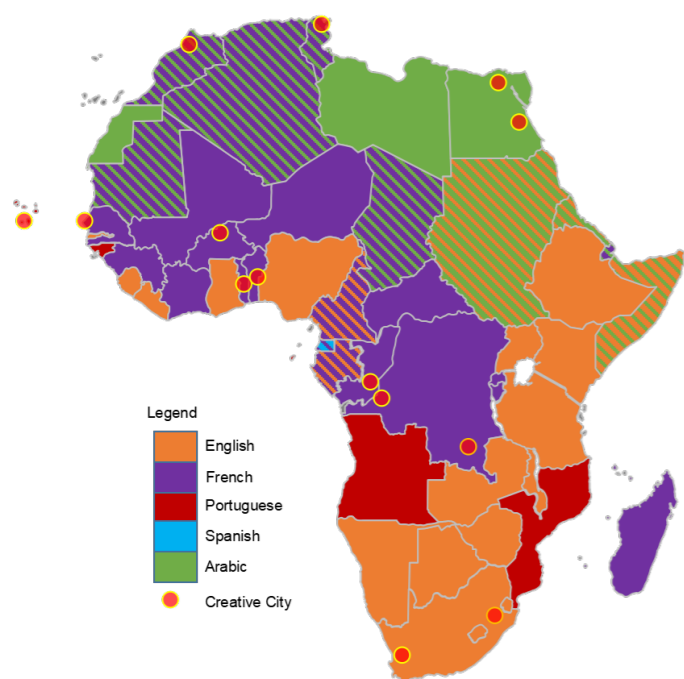 Legend
English
French
Portuguese
Spanish
Arabic
Creative City